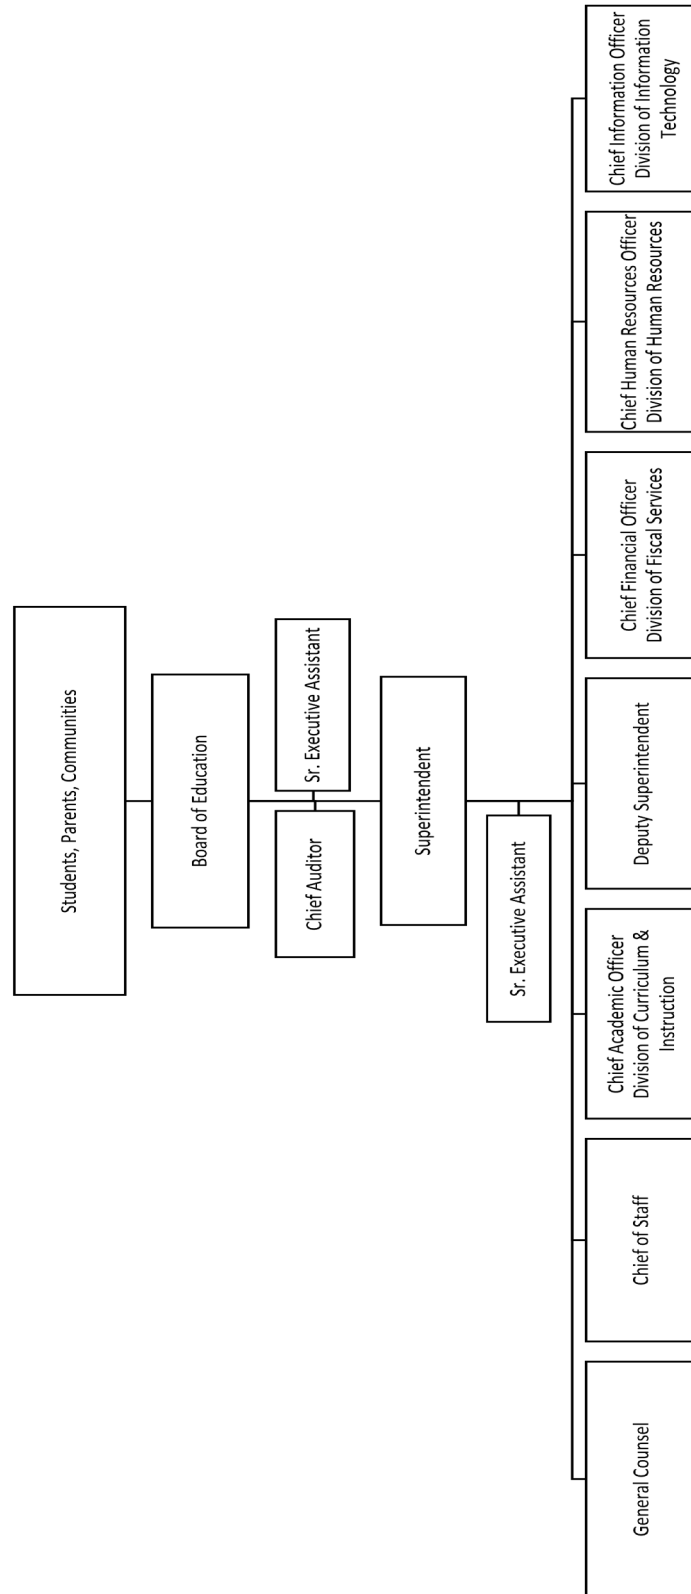 Students, Parents, Communities
Board of Education
Chief Auditor
Sr. Executive Assistant
Superintendent
Sr. Executive Assistant
General Counsel
Chief of Staff
Chief Academic Officer
Division of Curriculum &
Instruction
Deputy Superintendent
Chief Financial Officer
Division of Fiscal Services
Chief Human Resources Officer
Division of Human Resources
Chief Information Officer
Division of Information
Technology